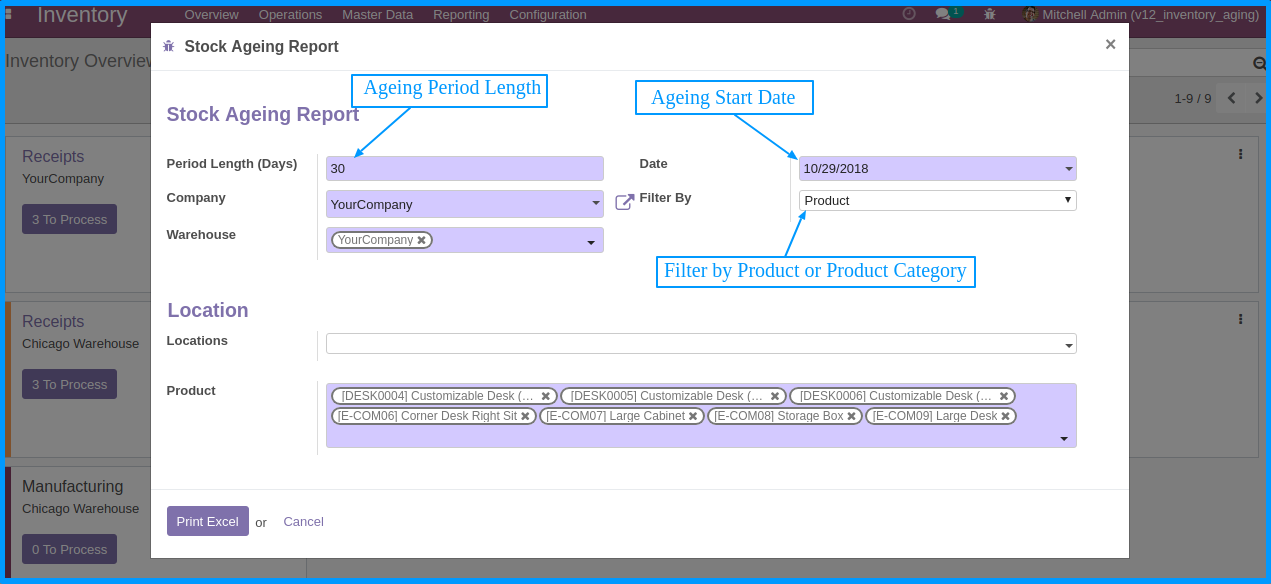 Inventory
Overview
Operations
Master Data
Reporting
Configuration
1
Mitchell Admin (v12_inventory_aging)
Inventory
1-9 / 9
Stock Ageing Report
×
Ageing Period Length
Ageing Start Date
Stock Ageing Report
Period Length (Days)
30
Date
10/29/2018
Company
YourCompany
Filter By
Product
Warehouse
YourCompany
Filter by Product or Product Category
Location
Locations
Product
[DESK0004] Customizable Desk (...
[DESK0005] Customizable Desk (...
[DESK0006] Customizable Desk (...
[E-COM06] Corner Desk Right Sit
[E-COM07] Large Cabinet
[E-COM08] Storage Box
[E-COM09] Large Desk
Print Excel
or
Cancel
Receipts
YourCompany
3 To Process
Receipts
Chicago Warehouse
3 To Process
Manufacturing
Chicago Warehouse
0 To Process